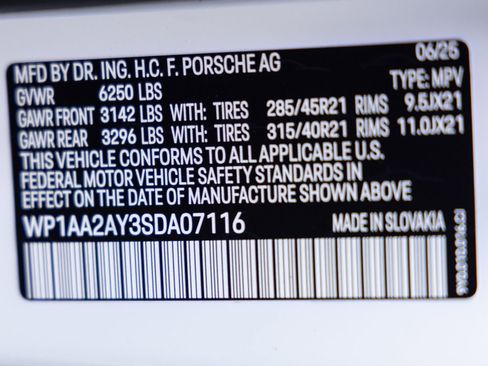 06/25
MFD BY DR. ING. H.C. F. PORSCHE AG
GVWR 6250 LBS TYPE: MPV
GAWR FRONT 3142 LBS WITH: TIRES 285/45R21 RIMS 9.5JX21
GAWR REAR 3296 LBS WITH: TIRES 315/40R21 RIMS 11.0JX21
THIS VEHICLE CONFORMS TO ALL APPLICABLE U.S.
FEDERAL MOTOR VEHICLE SAFETY STANDARDS IN
EFFECT ON THE DATE OF MANUFACTURE SHOWN ABOVE.
WP1AA2AY3SDA07116 MADE IN SLOVAKIA